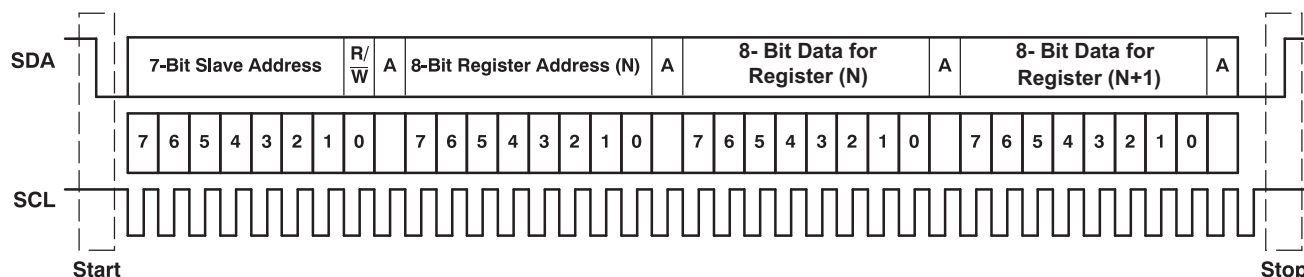 SDA
7-Bit Slave Address
R/
W
A
8-Bit Register Address (N)
A
8- Bit Data for
Register (N)
A
8- Bit Data for
Register (N+1)
A
7 6 5 4 3 2 1 0 7 6 5 4 3 2 1 0 7 6 5 4 3 2 1 0 7 6 5 4 3 2 1 0
SCL
Start
Stop